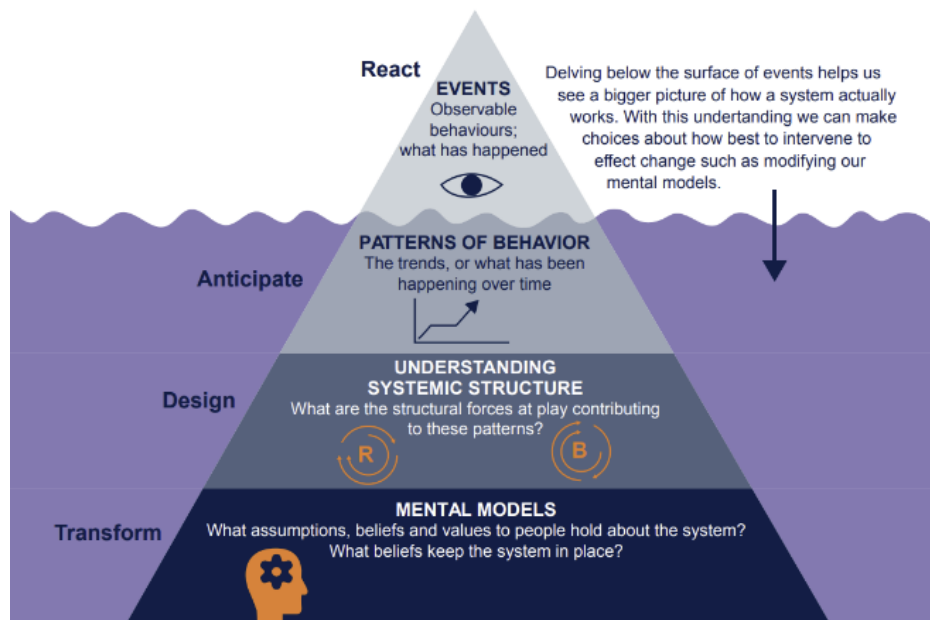 React
EVENTS
Observable
behaviours;
what has happened
Delving below the surface of events helps us
see a bigger picture of how a system actually
works. With this undertanding we can make
choices about how best to intervene to
effect change such as modifying our
mental models.
Anticipate
PATTERNS OF BEHAVIOR
The trends, or what has been
happening over time
Design
UNDERSTANDING
SYSTEMIC STRUCTURE
What are the structural forces at play contributing
to these patterns?
R
B
Transform
MENTAL MODELS
What assumptions, beliefs and values to people hold about the system?
What beliefs keep the system in place?